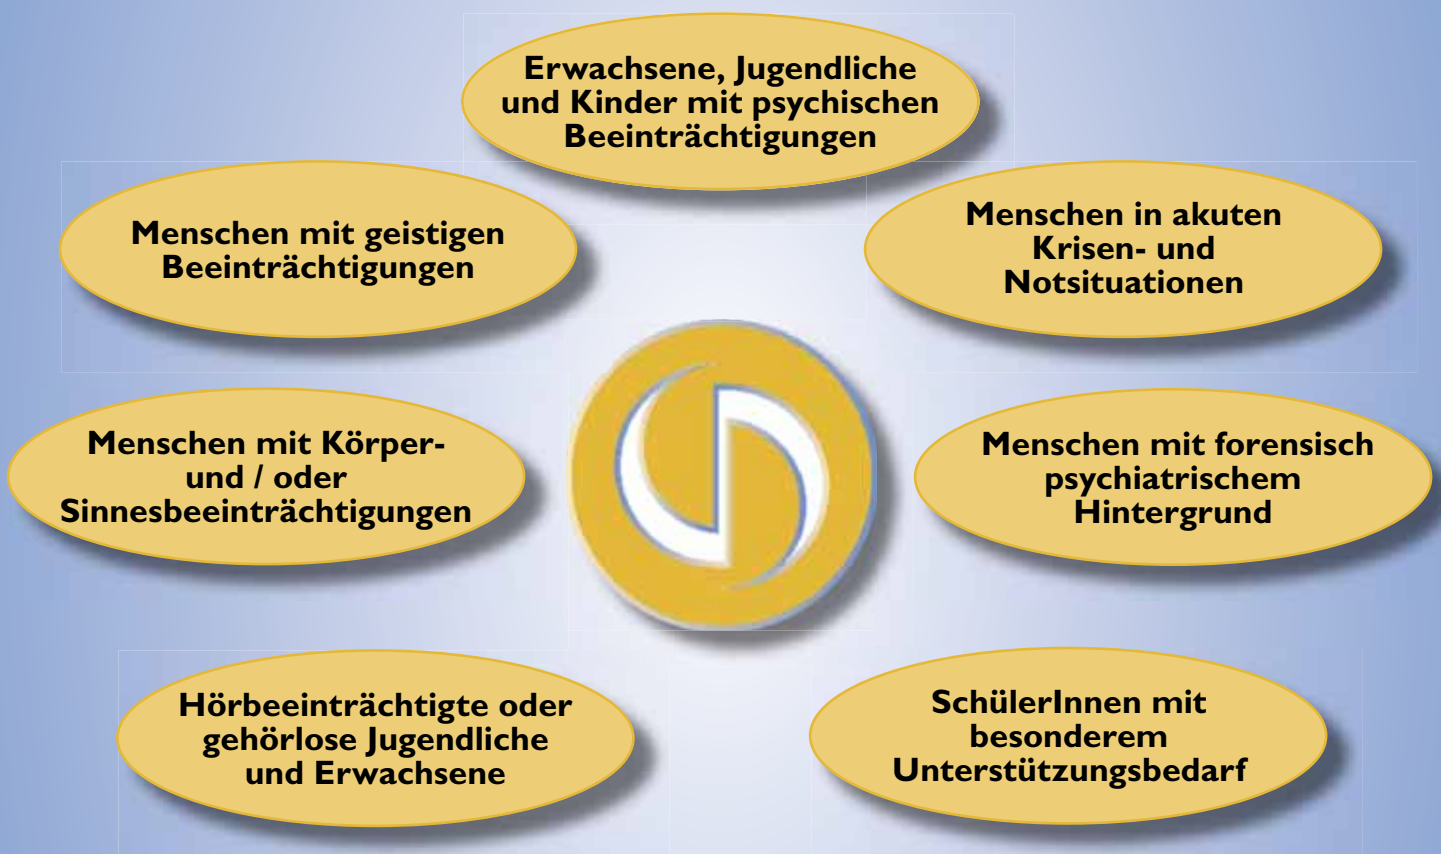 Erwachsene, Jugendliche
und Kinder mit psychischen
Beeinträchtigungen
Menschen mit geistigen
Beeinträchtigungen
Menschen in akuten
Krisen- und
Notsituationen
Menschen mit Körper-
und / oder
Sinnesbeeinträchtigungen
Menschen mit forensisch
psychiatrischem
Hintergrund
Hörbeeinträchtigte oder
gehörlose Jugendliche
und Erwachsene
SchülerInnen mit
besonderem
Unterstützungsbedarf